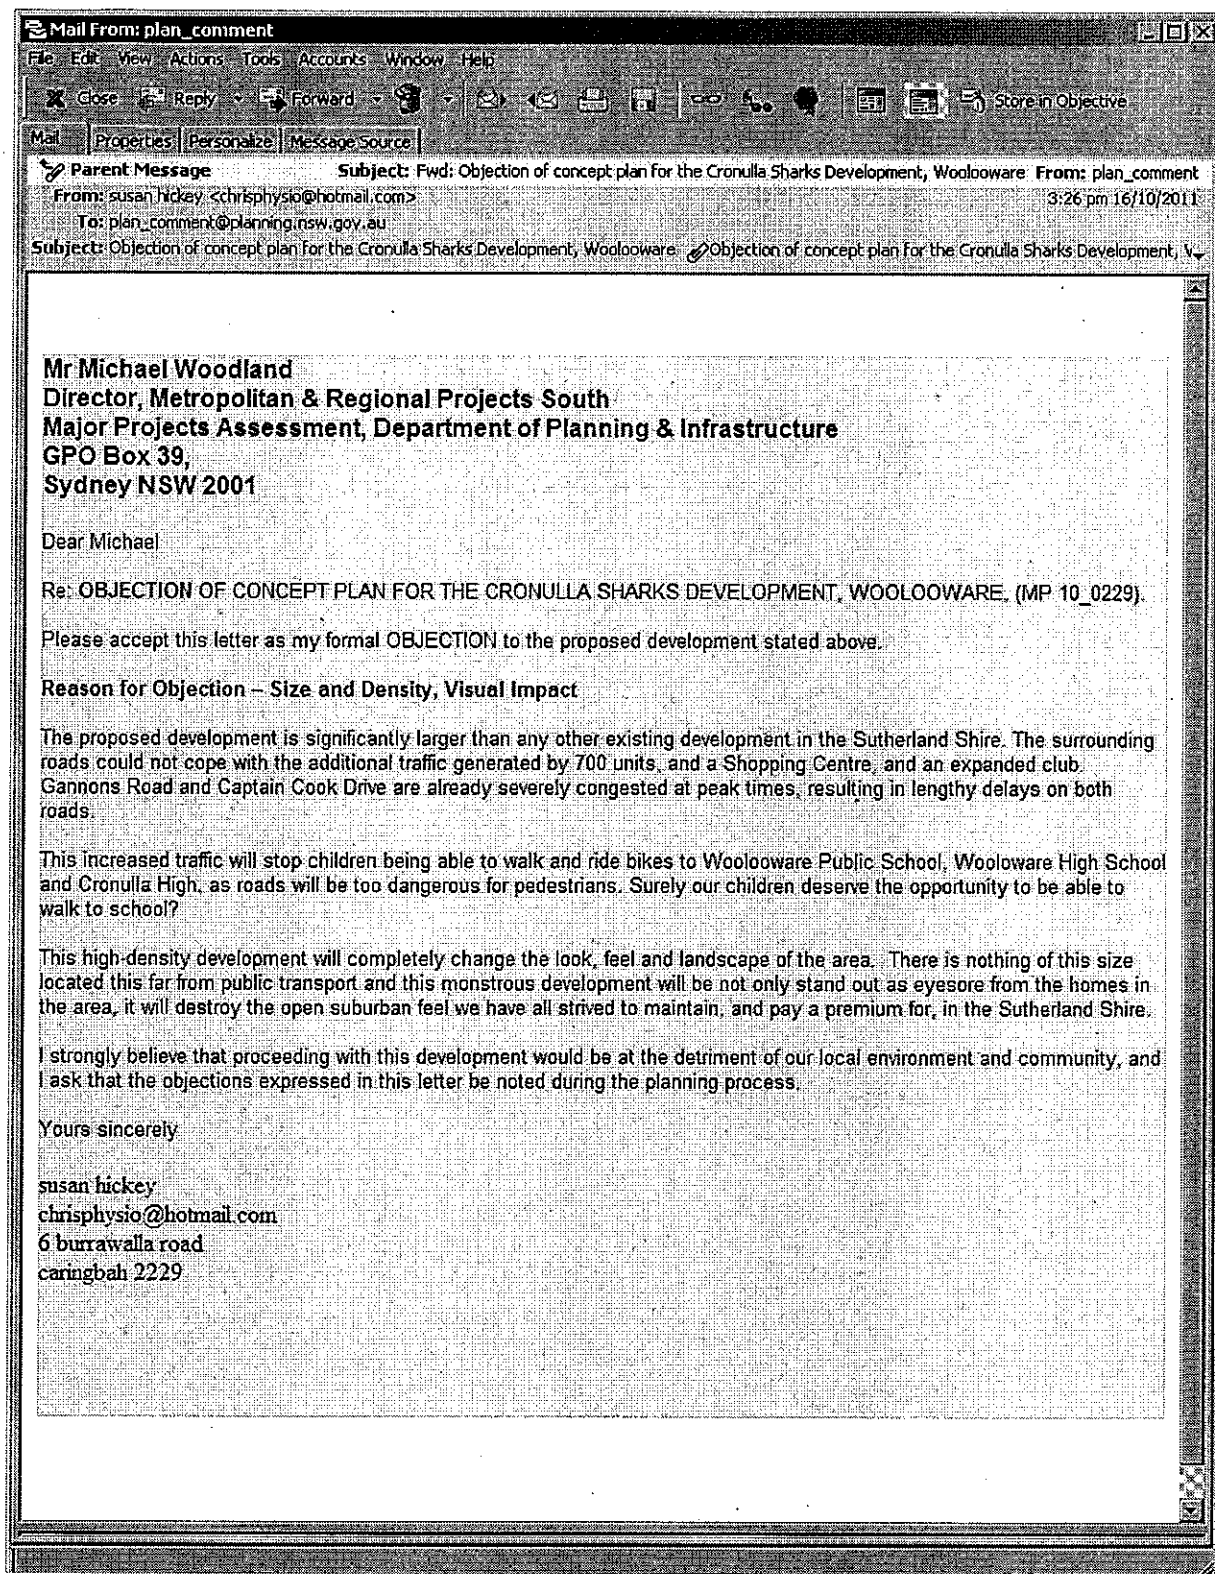 Mail From: plan_comment
File Edit View Actions Tools Accounts Window Help
Close Reply Forward Store in Objective
Mail Properties Personalize Message Source
Parent Message Subject: Fwd: Objection of concept plan for the Cronulla Sharks Development, Woolooware From: plan_comment
From: susan hickey <chrisphysio@hotmail.com> 3:26 pm 16/10/2011
To: plan_comment@planning.nsw.gov.au
Subject: Objection of concept plan for the Cronulla Sharks Development, Woolooware Objection of concept plan for the Cronulla Sharks Development, V
Mr Michael Woodland
Director, Metropolitan & Regional Projects South
Major Projects Assessment, Department of Planning & Infrastructure
GPO Box 39,
Sydney NSW 2001
Dear Michael
Re: OBJECTION OF CONCEPT PLAN FOR THE CRONULLA SHARKS DEVELOPMENT, WOOLOOWARE, (MP 10_0229).
Please accept this letter as my formal OBJECTION to the proposed development stated above.
Reason for Objection – Size and Density, Visual Impact
The proposed development is significantly larger than any other existing development in the Sutherland Shire. The surrounding
roads could not cope with the additional traffic generated by 700 units, and a Shopping Centre, and an expanded club.
Gannons Road and Captain Cook Drive are already severely congested at peak times, resulting in lengthy delays on both
roads.
This increased traffic will stop children being able to walk and ride bikes to Woolooware Public School, Wooloware High School
and Cronulla High, as roads will be too dangerous for pedestrians. Surely our children deserve the opportunity to be able to
walk to school?
This high-density development will completely change the look, feel and landscape of the area. There is nothing of this size
located this far from public transport and this monstrous development will be not only stand out as eyesore from the homes in
the area, it will destroy the open suburban feel we have all strived to maintain, and pay a premium for, in the Sutherland Shire.
I strongly believe that proceeding with this development would be at the detriment of our local environment and community, and
I ask that the objections expressed in this letter be noted during the planning process.
Yours sincerely
susan hickey
chrisphysio@hotmail.com
6 burrawalla road
caringbah 2229